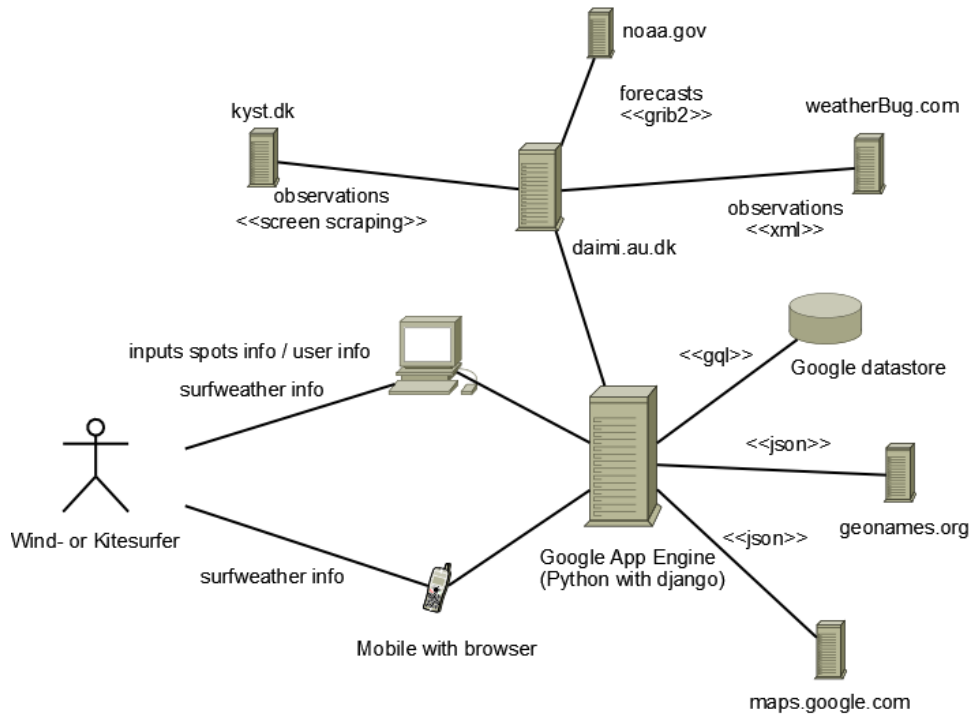 noaa.gov
forecasts
<<grib2>>
weatherBug.com
kyst.dk
observations
<<screen scraping>>
observations
<<xml>>
daimi.au.dk
inputs spots info / user info
surfweather info
<<gql>>
Google datastore
<<json>>
geonames.org
Wind- or Kitesurfer
<<json>>
Google App Engine
(Python with django)
surfweather info
Mobile with browser
maps.google.com